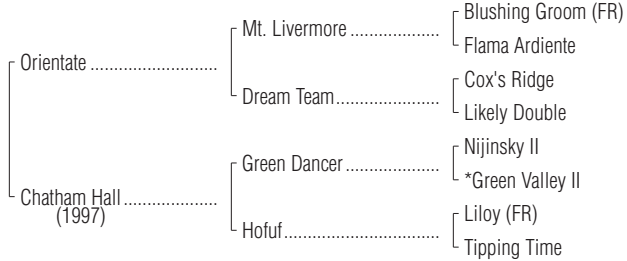 Blushing Groom (FR)
Mt. Livermore ....................
Flama Ardiente
Orientate ............................
Cox's Ridge
Dream Team.......................
Likely Double
Nijinsky II
Green Dancer .....................
*Green Valley II
Chatham Hall .....................
(1997)
Liloy (FR)
Hofuf...................................
Tipping Time